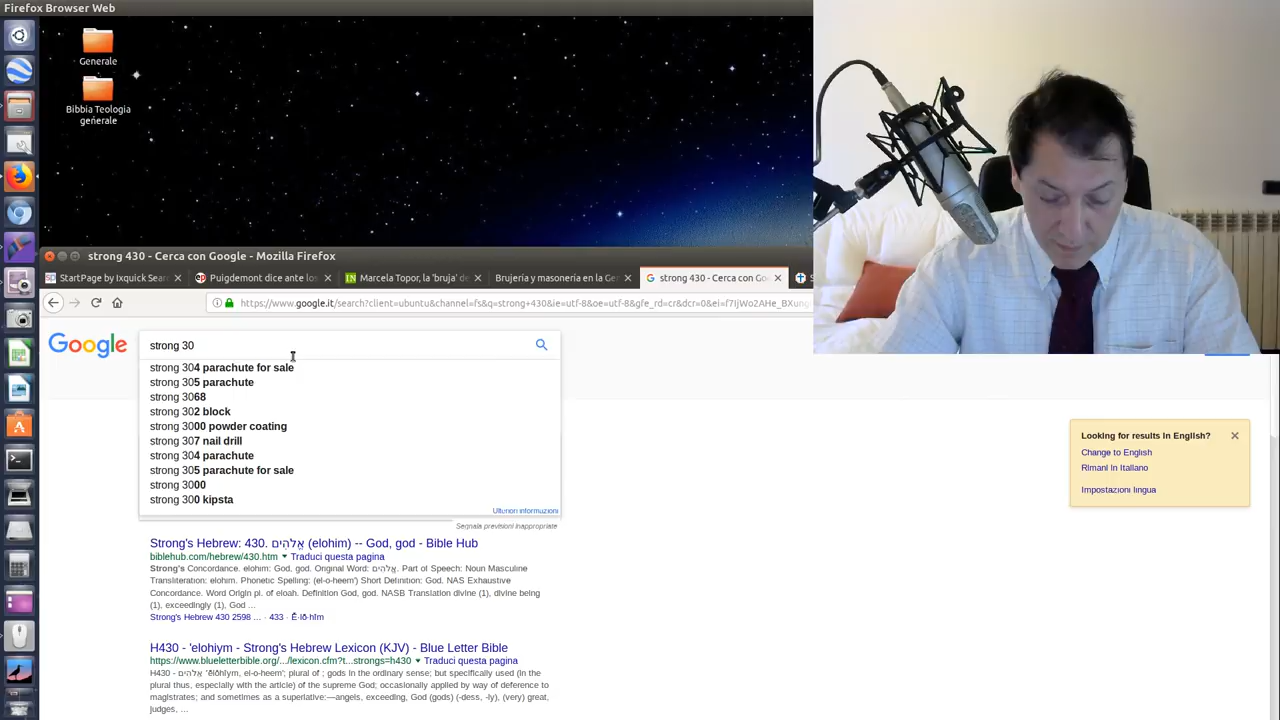 Firefox Browser Web
Generale
Bibbia Teologia
generale
strong 430 - Cerca con Google - Mozilla Firefox
StartPage by Ixquick Sear
Puigdemont dice ante los
Marcela Topor, la 'bruja' de
Brujería y masonería en la Ge
strong 430 - Cerca con Go
https://www.google.it/search?client=ubuntu&channel=fs&q=strong+430&ie=utf-8&oe=utf-8&gfe_rd=cr&dcr=0&ei=f7IjWo2AHe_BXung
Google
strong 30
strong 304 parachute for sale
strong 305 parachute
strong 3068
strong 302 block
strong 3000 powder coating
strong 307 nail drill
strong 304 parachute
strong 305 parachute for sale
strong 3000
strong 300 kipsta
Ulteriori informazioni
Segnala previsioni inappropriate
Looking for results in English?
Change to English
Rimani in Italiano
Impostazioni lingua
Strong's Hebrew: 430. אֱלֹהִים (elohim) -- God, god - Bible Hub
biblehub.com/hebrew/430.htm ▼ Traduci questa pagina
Strong's Concordance. elohim: God, god. Original Word: אֱלֹהִים. Part of Speech: Noun Masculine
Transliteration: elohim. Phonetic Spelling: (el-o-heem') Short Definition: God. NAS Exhaustive
Concordance. Word Origin pl. of eloah. Definition God, god. NASB Translation divine (1), divine being
(1), exceedingly (1), God ...
Strong's Hebrew 430 2598 ... · 433 · Ĕ·lō·hîm
H430 - 'elohiym - Strong's Hebrew Lexicon (KJV) - Blue Letter Bible
https://www.blueletterbible.org/.../lexicon.cfm?t...strongs=h430 ▼ Traduci questa pagina
H430 - אֱלֹהִים 'ĕlôhîym, el-o-heem'; plural of ; gods in the ordinary sense; but specifically used (in the
plural thus, especially with the article) of the supreme God; occasionally applied by way of deference to
magistrates; and sometimes as a superlative:—angels, exceeding, God (gods) (-dess, -ly), (very) great,
judges, ...